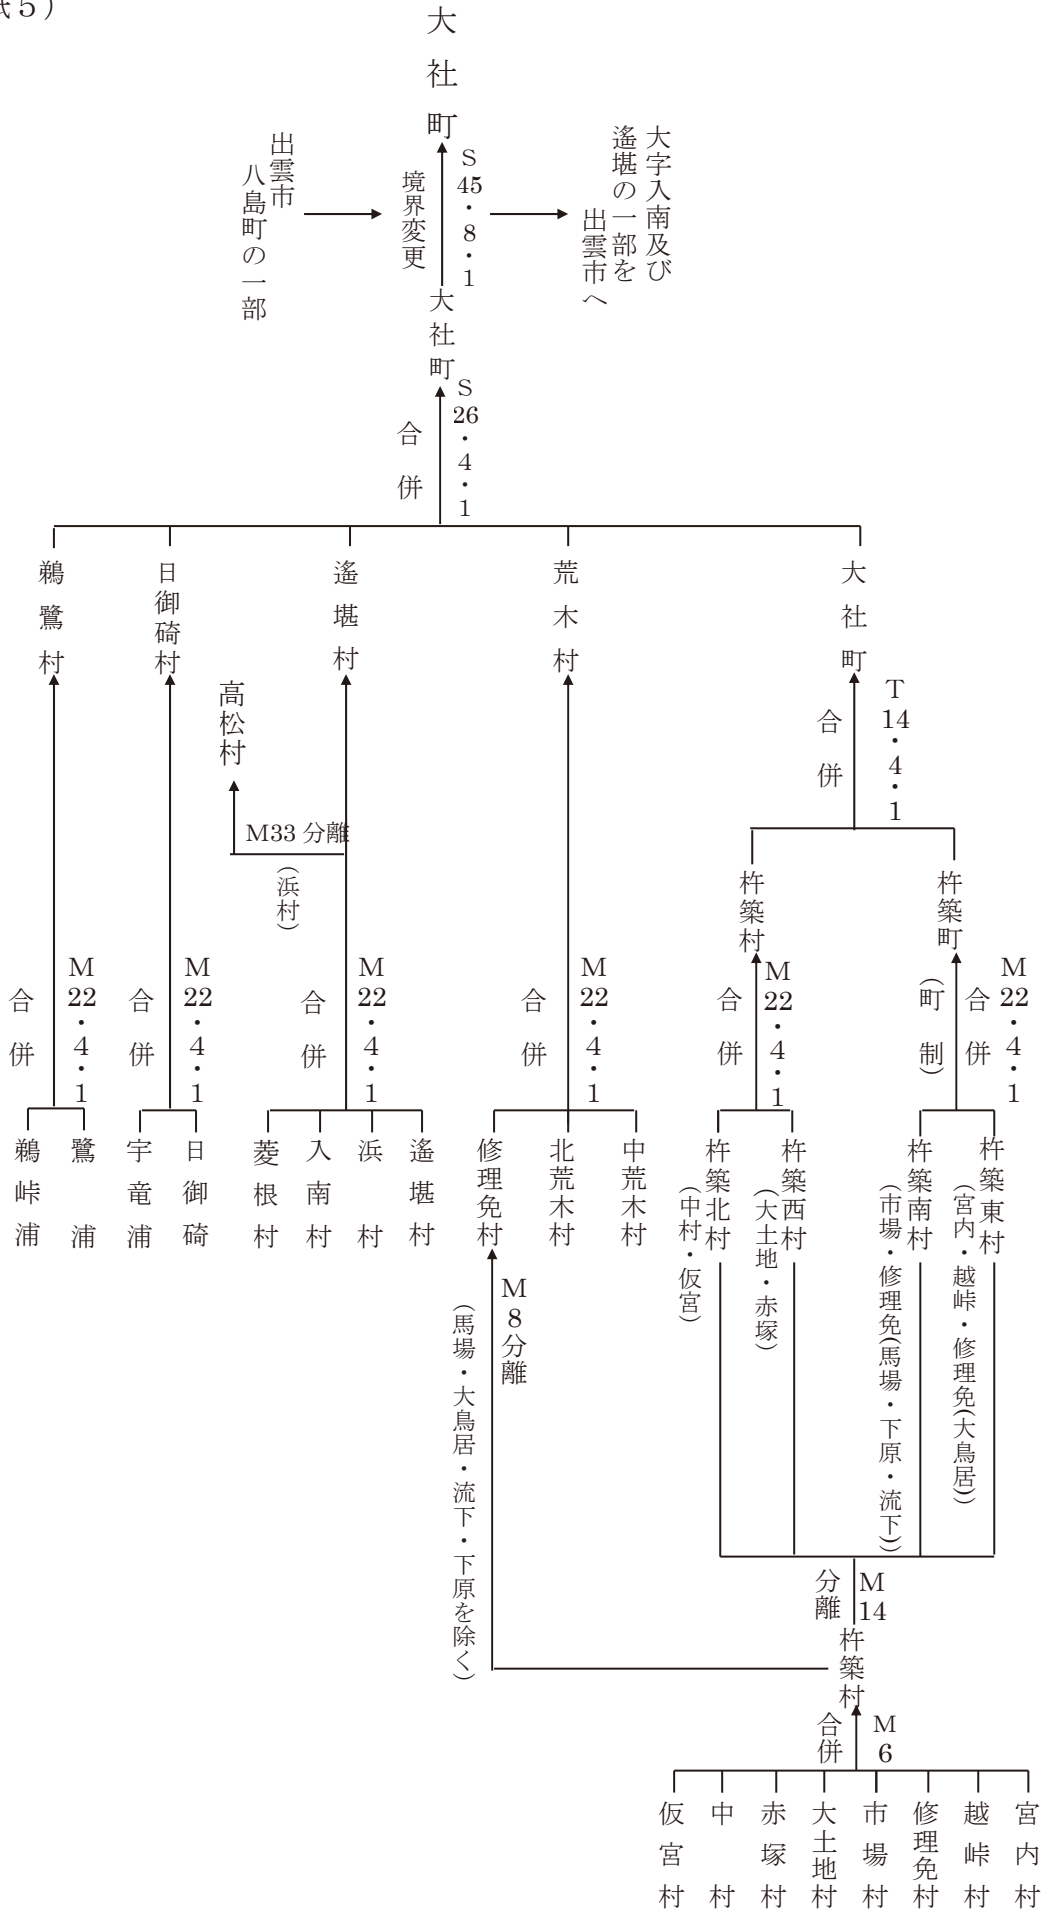 紙５）
大社町
S45・8・1
境界変更
出雲市
八島町の一部
大字入南及び
遙堪の一部を
出雲市へ
大社町
S26・4・1
合併
大社町
荒木村
遙堪村
日御碕村
鵜鷺村
T14・4・1
合併
高松村
M33分離
（浜村）
杵築町
杵築村
M22・4・1
合併
（町制）
M22・4・1
合併
M22・4・1
合併
M22・4・1
合併
M22・4・1
合併
M22・4・1
合併
杵築東村
（宮内・越峠・修理免（大鳥居））
杵築南村
（市場・修理免（馬場・下原・流下））
杵築西村
（大土地・赤塚）
杵築北村
（中村・仮宮）
中荒木村
北荒木村
修理免村
遙堪村
浜村
入南村
菱根村
日御碕
宇竜浦
鷺浦
鵜峠浦
M8分離
（馬場・大鳥居・流下・下原を除く）
M14
分離
杵築村
M6
合併
宮内村
越峠村
修理免村
市場村
大土地村
赤塚村
中村
仮宮村